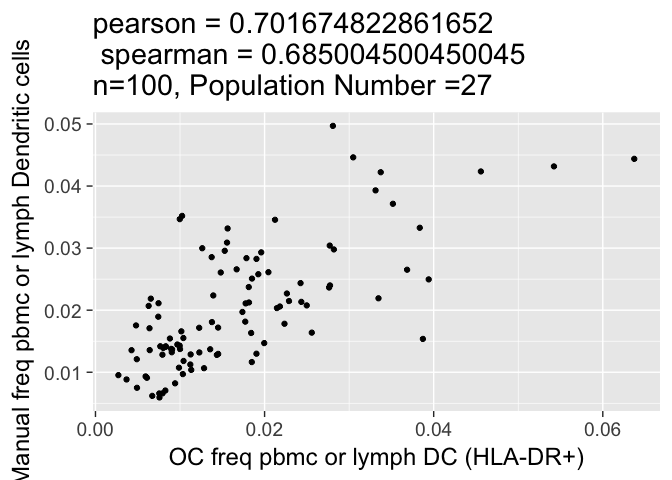 pearson = 0.701674822861652
spearman = 0.685004500450045
n=100, Population Number =27
Manual freq pbmc or lymph Dendritic cells
0.05
0.04
0.03
0.02
0.01
0.00 0.02 0.04 0.06
OC freq pbmc or lymph DC (HLA-DR+)